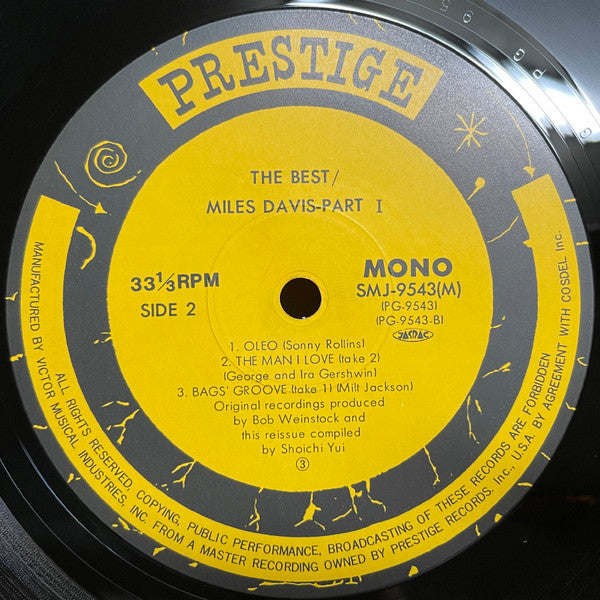 PRESTIGE
THE BEST/
MILES DAVIS-PART I
33 1/3 RPM
SIDE 2
MONO
SMJ-9543(M)
(PG-9543)
(PG-9543-B)
JASRAC
1. OLEO (Sonny Rollins)
2. THE MAN I LOVE (take 2)
(George and Ira Gershwin)
3. BAGS' GROOVE (take 1) (Milt Jackson)
Original recordings produced
by Bob Weinstock and
this reissue compiled
by Shoichi Yui
③
ALL RIGHTS RESERVED, COPYING, PUBLIC PERFORMANCE, BROADCASTING OF THESE RECORDS ARE FORBIDDEN
MANUFACTURED BY VICTOR MUSICAL INDUSTRIES, INC. FROM A MASTER RECORDING OWNED BY PRESTIGE RECORDS. Inc., U.S.A. BY AGREEMENT WITH COSDEL Inc.